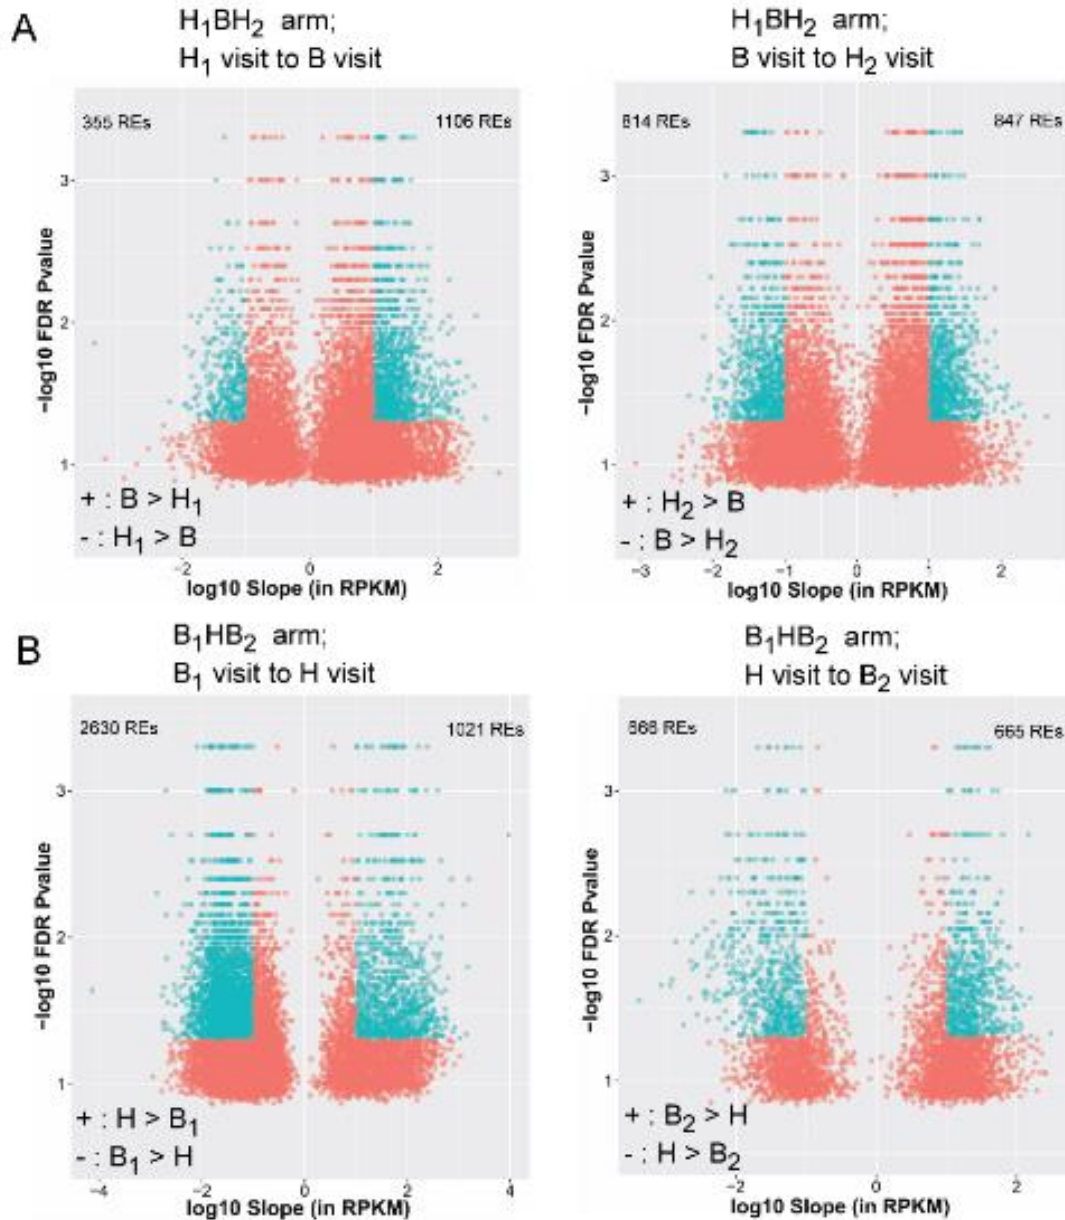 A
H₁BH₂ arm;
H₁ visit to B visit
355 REs
1106 REs
3
2
1
-log10 FDR Pvalue
+ : B > H₁
- : H₁ > B
-2
0
2
log10 Slope (in RPKM)
H₁BH₂ arm;
B visit to H₂ visit
814 REs
847 REs
3
2
1
-log10 FDR Pvalue
+ : H₂ > B
- : B > H₂
-3
-2
-1
0
1
2
log10 Slope (in RPKM)
B
B₁HB₂ arm;
B₁ visit to H visit
2630 REs
1021 REs
3
2
1
-log10 FDR Pvalue
+ : H > B₁
- : B₁ > H
-4
-2
0
2
4
log10 Slope (in RPKM)
B₁HB₂ arm;
H visit to B₂ visit
665 REs
3
2
1
-log10 FDR Pvalue
+ : B₂ > H
- : H > B₂
-2
0
2
log10 Slope (in RPKM)